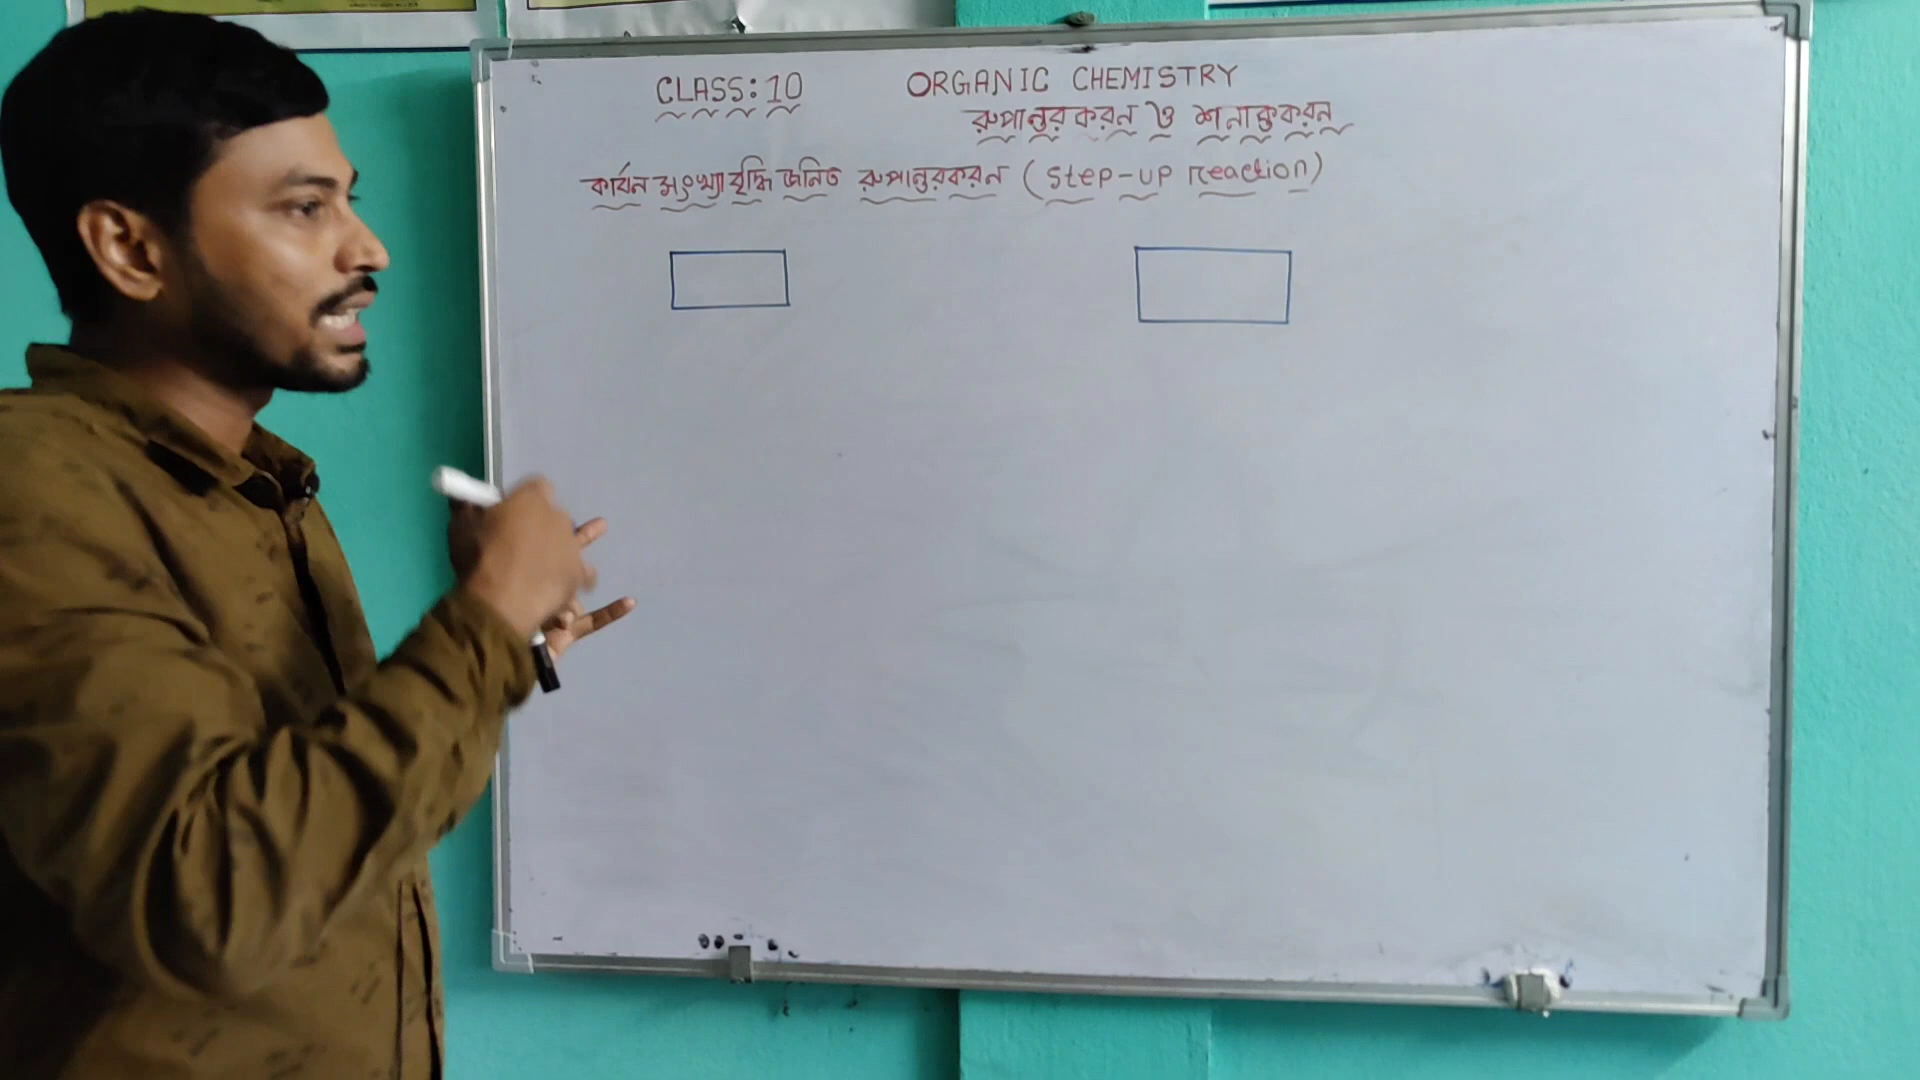 CLASS: 10
ORGANIC CHEMISTRY
রুপান্তরকরন ও শনাক্তকরন
কার্বন সংখ্যা বৃদ্ধি জনিত রুপান্তরকরন (step-up reaction)